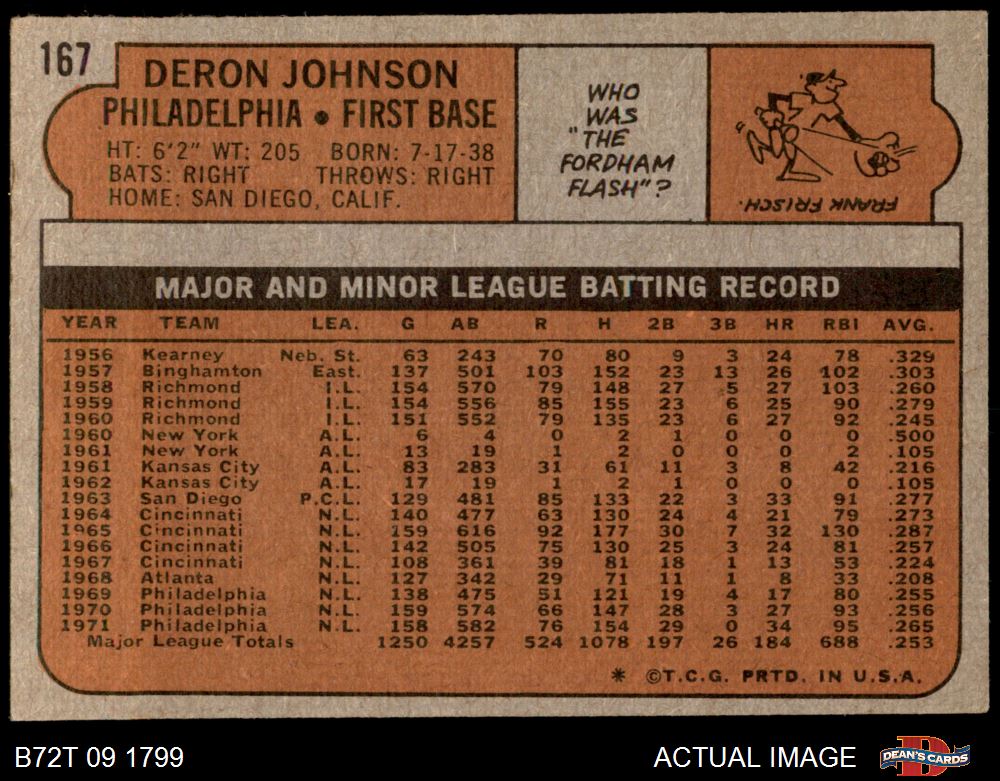 167
DERON JOHNSON
PHILADELPHIA • FIRST BASE
HT: 6'2" WT: 205 BORN: 7-17-38
BATS: RIGHT THROWS: RIGHT
HOME: SAN DIEGO, CALIF.
WHO
WAS
"THE
FORDHAM
FLASH"?
FRANK FRISCH.
MAJOR AND MINOR LEAGUE BATTING RECORD
YEAR TEAM LEA. G AB R H 2B 3B HR RBI AVG.
1956 Kearney Neb. St. 63 243 70 80 9 3 24 78 .329
1957 Binghamton East. 137 501 103 152 23 13 26 102 .303
1958 Richmond I.L. 154 570 79 148 27 5 27 103 .260
1959 Richmond I.L. 154 556 85 155 23 6 25 90 .279
1960 Richmond I.L. 151 552 79 135 23 6 27 92 .245
1960 New York A.L. 6 4 0 2 1 0 0 0 .500
1961 New York A.L. 13 19 1 2 0 0 0 2 .105
1961 Kansas City A.L. 83 283 31 61 11 3 8 42 .216
1962 Kansas City A.L. 17 19 1 2 1 0 0 0 .105
1963 San Diego P.C.L. 129 481 85 133 22 3 33 91 .277
1964 Cincinnati N.L. 140 477 63 130 24 4 21 79 .273
1965 Cincinnati N.L. 159 616 92 177 30 7 32 130 .287
1966 Cincinnati N.L. 142 505 75 130 25 3 24 81 .257
1967 Cincinnati N.L. 108 361 39 81 18 1 13 53 .224
1968 Atlanta N.L. 127 342 29 71 11 1 8 33 .208
1969 Philadelphia N.L. 138 475 51 121 19 4 17 80 .255
1970 Philadelphia N.L. 159 574 66 147 28 3 27 93 .256
1971 Philadelphia N.L. 158 582 76 154 29 0 34 95 .265
Major League Totals 1250 4257 524 1078 197 26 184 688 .253
* ©T.C.G. PRTD. IN U.S.A.
B72T 09 1799 ACTUAL IMAGE DEAN'S CARDS